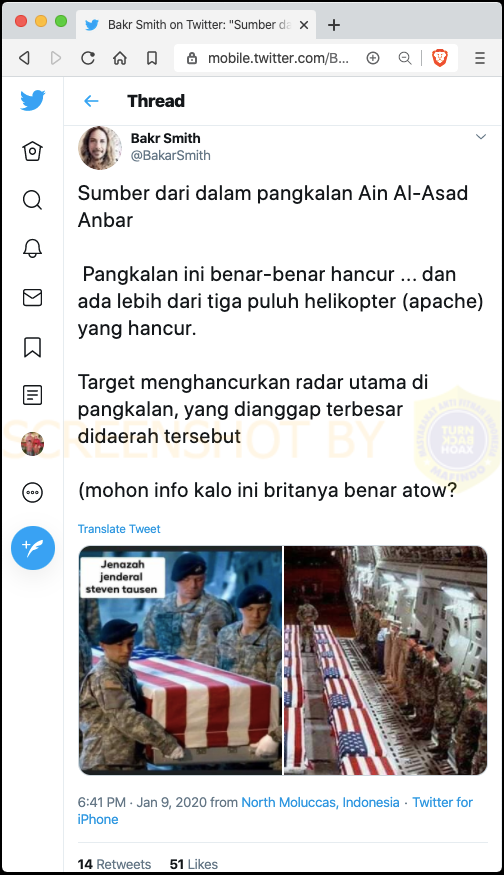 Bakr Smith on Twitter: "Sumber da
mobile.twitter.com/B...
Thread
Bakr Smith
@BakarSmith
Sumber dari dalam pangkalan Ain Al-Asad
Anbar
Pangkalan ini benar-benar hancur ... dan
ada lebih dari tiga puluh helikopter (apache)
yang hancur.
Target menghancurkan radar utama di
pangkalan, yang dianggap terbesar
didaerah tersebut
SCREENSHOT BY
MASYARAKAT ANTI FITNAH INDONESIA
TURN
BACK
HOAX
MAFINDO
(mohon info kalo ini britanya benar atow?
Translate Tweet
Jenazah
jenderal
steven tausen
6:41 PM · Jan 9, 2020 from North Moluccas, Indonesia · Twitter for
iPhone
14 Retweets 51 Likes